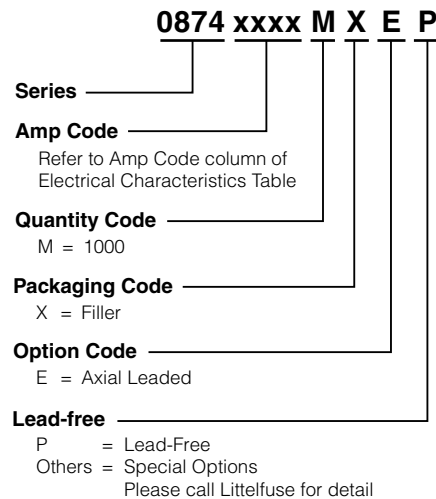 0874 xxxx M X E P
Series
Amp Code
Refer to Amp Code column of
Electrical Characteristics Table
Quantity Code
M = 1000
Packaging Code
X = Filler
Option Code
E = Axial Leaded
Lead-free
P = Lead-Free
Others = Special Options
Please call Littelfuse for detail